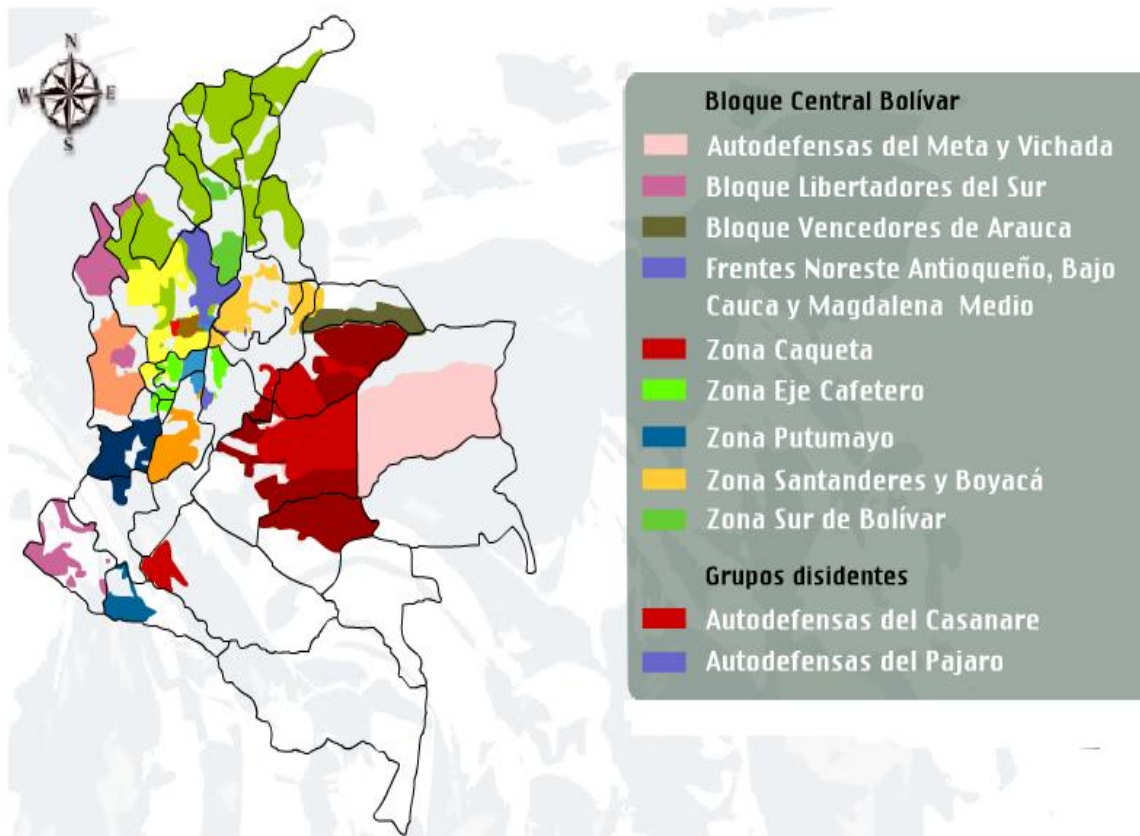 N
W E
S
Bloque Central Bolívar
Autodefensas del Meta y Vichada
Bloque Libertadores del Sur
Bloque Vencedores de Arauca
Frentes Noreste Antioqueño, Bajo
Cauca y Magdalena Medio
Zona Caqueta
Zona Eje Cafetero
Zona Putumayo
Zona Santanderes y Boyacá
Zona Sur de Bolívar
Grupos disidentes
Autodefensas del Casanare
Autodefensas del Pajaro